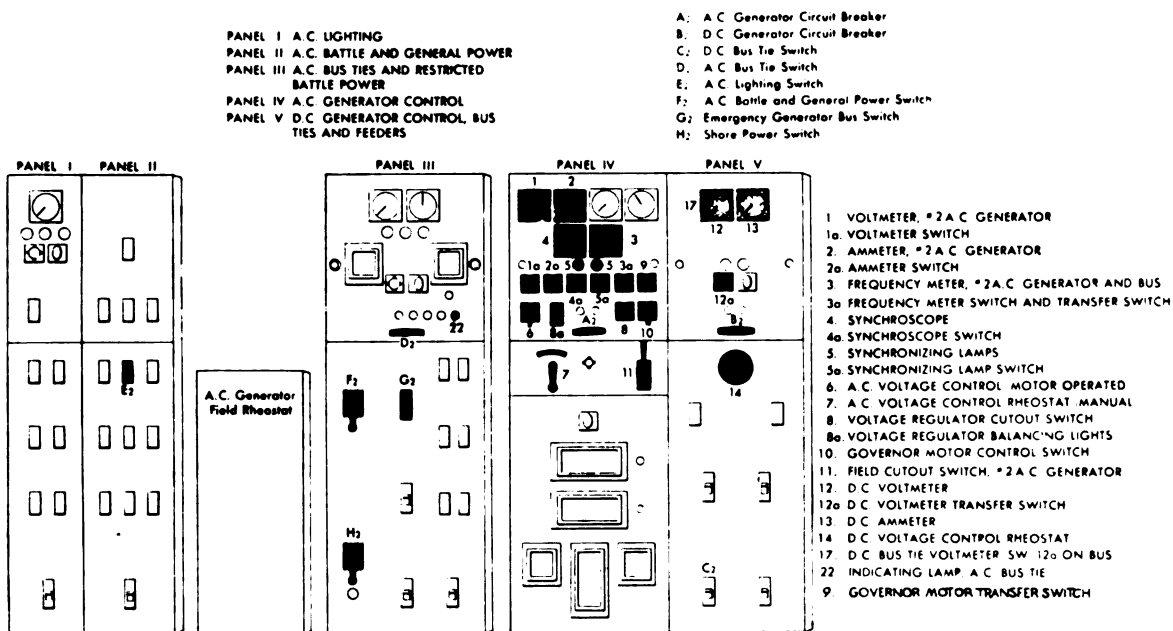 PANEL I A.C. LIGHTING
PANEL II A.C. BATTLE AND GENERAL POWER
PANEL III A.C. BUS TIES AND RESTRICTED
BATTLE POWER
PANEL IV A.C. GENERATOR CONTROL
PANEL V D.C. GENERATOR CONTROL, BUS
TIES AND FEEDERS
A2 A C Generator Circuit Breaker
B2 D C Generator Circuit Breaker
C2 D C Bus Tie Switch
D2 A C Bus Tie Switch
E2 A C Lighting Switch
F2 A C Battle and General Power Switch
G2 Emergency Generator Bus Switch
H2 Shore Power Switch
PANEL I PANEL II PANEL III PANEL IV PANEL V
1 2
17 12 13
4 3
1a 2a 5 5 3a 9
4a 5a
12a
22
6 8a A2 8 10
B2
D2
7 11
14
E2
F2 G2
A.C. Generator
Field Rheostat
H2
C2
1 VOLTMETER, #2 A C GENERATOR
1a. VOLTMETER SWITCH
2. AMMETER, #2 A C GENERATOR
2a. AMMETER SWITCH
3. FREQUENCY METER, #2 A.C. GENERATOR AND BUS
3a FREQUENCY METER SWITCH AND TRANSFER SWITCH
4. SYNCHROSCOPE
4a. SYNCHROSCOPE SWITCH
5. SYNCHRONIZING LAMPS
5a. SYNCHRONIZING LAMP SWITCH
6. A.C. VOLTAGE CONTROL MOTOR OPERATED
7. A C VOLTAGE CONTROL RHEOSTAT MANUAL
8. VOLTAGE REGULATOR CUTOUT SWITCH
8a. VOLTAGE REGULATOR BALANCING LIGHTS
10. GOVERNOR MOTOR CONTROL SWITCH
11. FIELD CUTOUT SWITCH, #2 A C GENERATOR
12. D C VOLTMETER
12a D C VOLTMETER TRANSFER SWITCH
13. D C AMMETER
14 D C VOLTAGE CONTROL RHEOSTAT
17 D C BUS TIE VOLTMETER SW 12a ON BUS
22 INDICATING LAMP A C BUS TIE
9. GOVERNOR MOTOR TRANSFER SWITCH